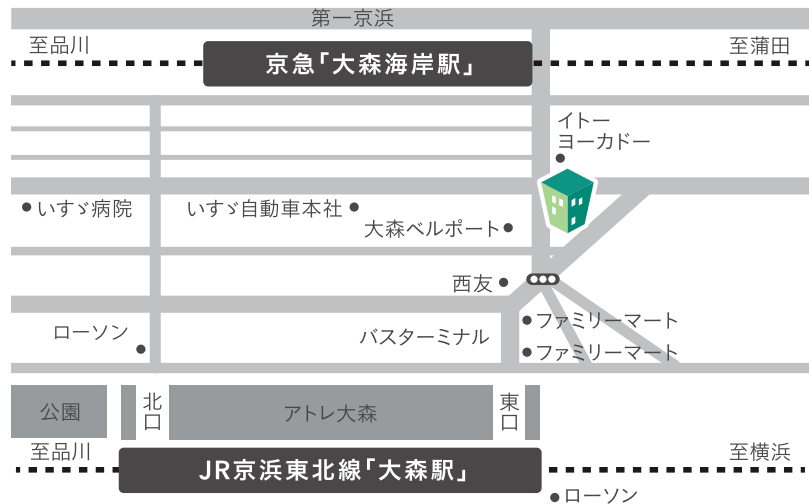 第一京浜
至品川
京急「大森海岸駅」
至蒲田
イトー
ヨーカドー
いすゞ病院
いすゞ自動車本社
大森ベルポート
西友
ローソン
バスターミナル
ファミリーマート
ファミリーマート
公園
北口
アトレ大森
東口
至品川
JR京浜東北線「大森駅」
至横浜
ローソン